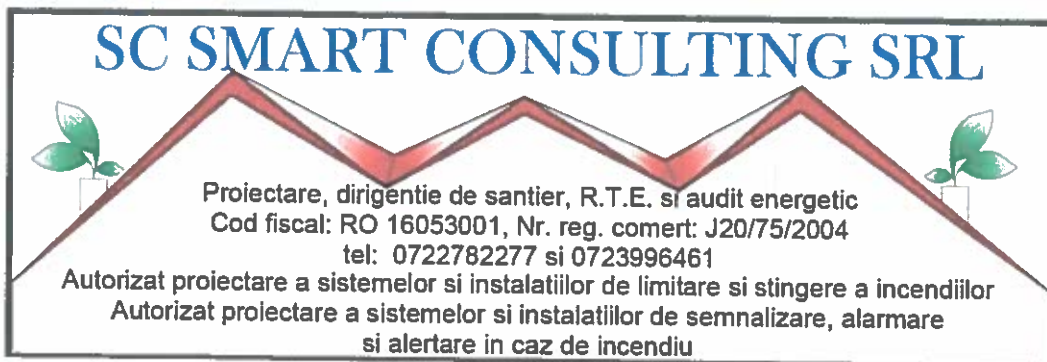 SC SMART CONSULTING SRL
Proiectare, dirigentie de santier, R.T.E. si audit energetic
Cod fiscal: RO 16053001, Nr. reg. comert: J20/75/2004
tel: 0722782277 si 0723996461
Autorizat proiectare a sistemelor si instalatiilor de limitare si stingere a incendiilor
Autorizat proiectare a sistemelor si instalatiilor de semnalizare, alarmare
si alertare in caz de incendiu